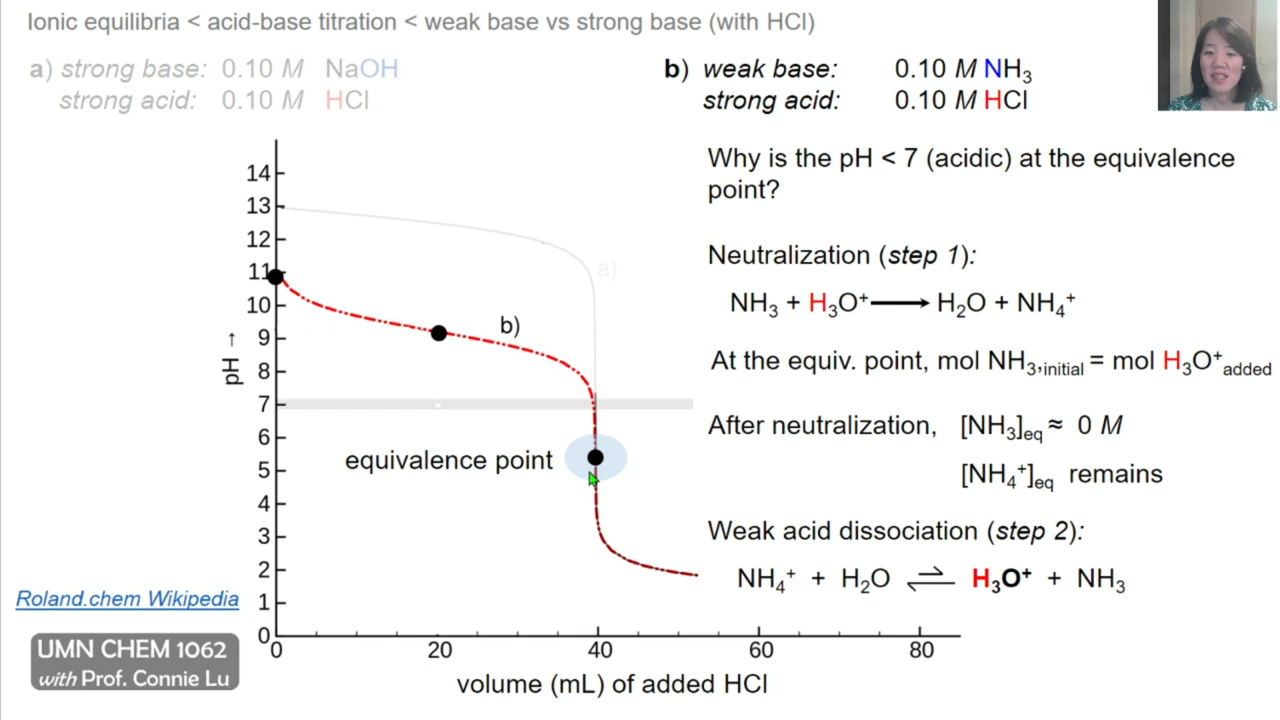 Ionic equilibria < acid-base titration < weak base vs strong base (with HCl)
a) strong base: 0.10 M NaOH
strong acid: 0.10 M HCl
b) weak base: 0.10 M NH₃
strong acid: 0.10 M HCl
Why is the pH < 7 (acidic) at the equivalence
point?
Neutralization (step 1):
NH₃ + H₃O⁺ ⟶ H₂O + NH₄⁺
At the equiv. point, mol NH₃,initial = mol H₃O⁺added
After neutralization, [NH₃]eq ≈ 0 M
[NH₄⁺]eq remains
Weak acid dissociation (step 2):
NH₄⁺ + H₂O ⇌ H₃O⁺ + NH₃
14
13
12
11
10
9
8
7
6
5
4
3
2
1
0
pH →
a)
b)
equivalence point
0 20 40 60 80
volume (mL) of added HCl
Roland.chem Wikipedia
UMN CHEM 1062
with Prof. Connie Lu